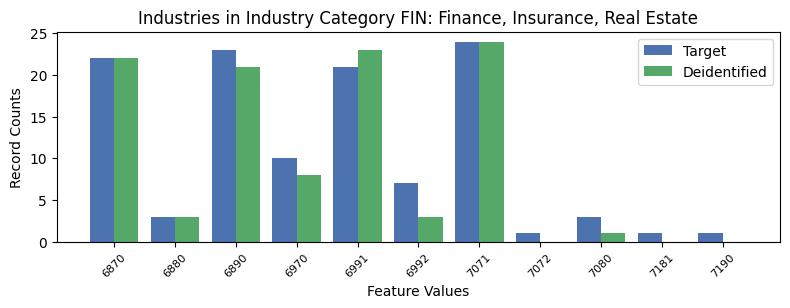 Industries in Industry Category FIN: Finance, Insurance, Real Estate
Target
Deidentified
Record Counts
25
20
15
10
5
0
6870 6880 6890 6970 6991 6992 7071 7072 7080 7181 7190
Feature Values